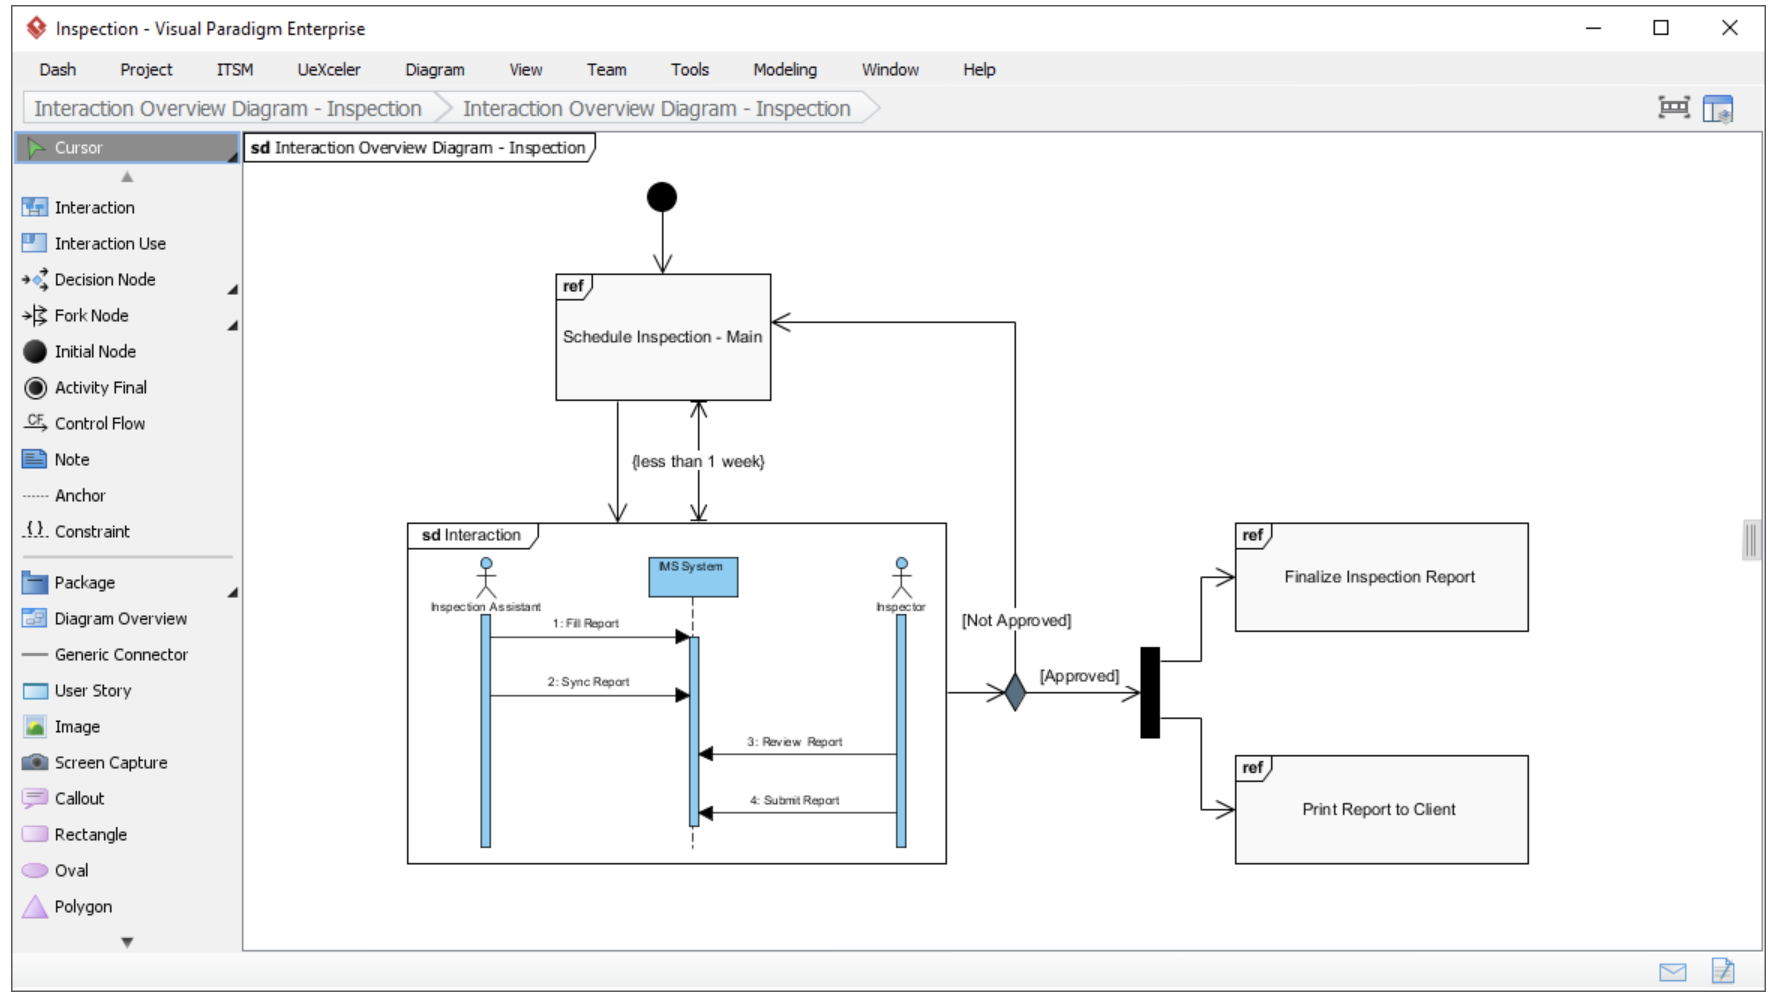 Inspection - Visual Paradigm Enterprise
Dash Project ITSM UeXceler Diagram View Team Tools Modeling Window Help
Interaction Overview Diagram - Inspection Interaction Overview Diagram - Inspection
Cursor
Interaction
Interaction Use
Decision Node
Fork Node
Initial Node
Activity Final
CF Control Flow
Note
Anchor
{} Constraint
Package
Diagram Overview
Generic Connector
User Story
Image
Screen Capture
Callout
Rectangle
Oval
Polygon
sd Interaction Overview Diagram - Inspection
ref
Schedule Inspection - Main
{less than 1 week}
sd Interaction
Inspection Assistant
IMS System
Inspector
1: Fill Report
2: Sync Report
3: Review Report
4: Submit Report
[Not Approved]
[Approved]
ref
Finalize Inspection Report
ref
Print Report to Client